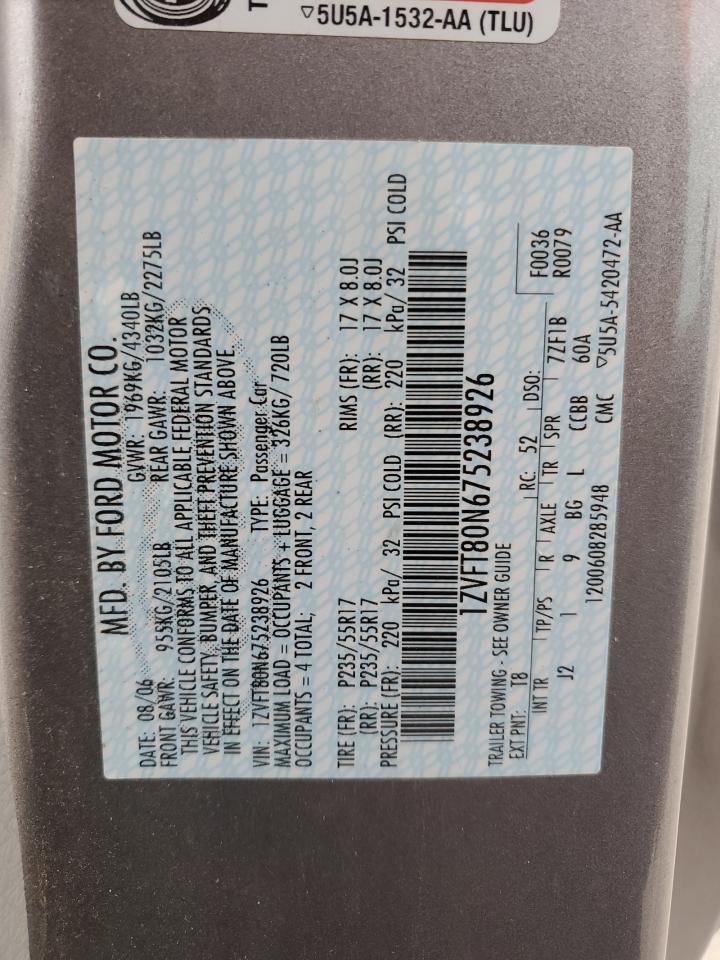 ▽5U5A-1532-AA (TLU)
MFD. BY FORD MOTOR CO.
DATE: 08/06 GVWR: 1969KG/4340LB
FRONT GAWR: 955KG/2105LB REAR GAWR: 1032KG/2275LB
THIS VEHICLE CONFORMS TO ALL APPLICABLE FEDERAL MOTOR
VEHICLE SAFETY, BUMPER, AND THEFT PREVENTION STANDARDS
IN EFFECT ON THE DATE OF MANUFACTURE SHOWN ABOVE.
VIN: 1ZVFT80N675238926 TYPE: Passenger Car
MAXIMUM LOAD = OCCUPANTS + LUGGAGE = 326KG/ 720LB
OCCUPANTS = 4 TOTAL; 2 FRONT, 2 REAR
TIRE (FR): P235/55R17 RIMS (FR): 17 X 8.0J
(RR): P235/55R17 (RR): 17 X 8.0J
PRESSURE (FR): 220 kPa/ 32 PSI COLD (RR): 220 kPa/ 32 PSI COLD
1ZVFT80N675238926
TRAILER TOWING - SEE OWNER GUIDE
EXT PNT: T8 RC: 52 DSO: F0036
INT TR TP/PS R AXLE TR SPR R0079
J2 1 9 BG L CCBB 7ZF1B
60A
1200608285948 CMC ▽5U5A-5420472-AA